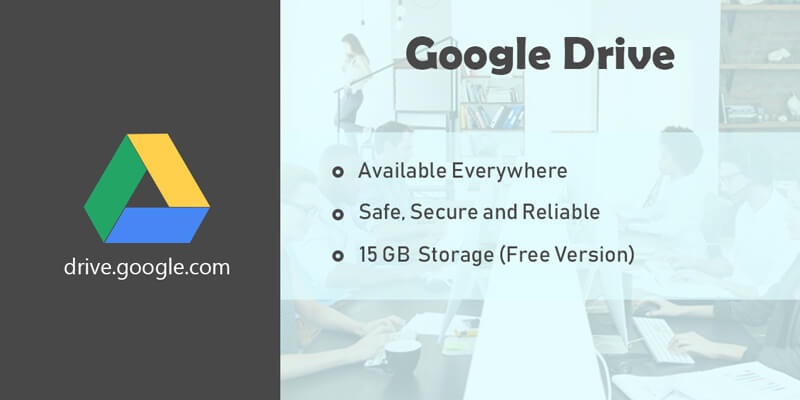 Google Drive
Available Everywhere
Safe, Secure and Reliable
15 GB Storage (Free Version)
drive.google.com